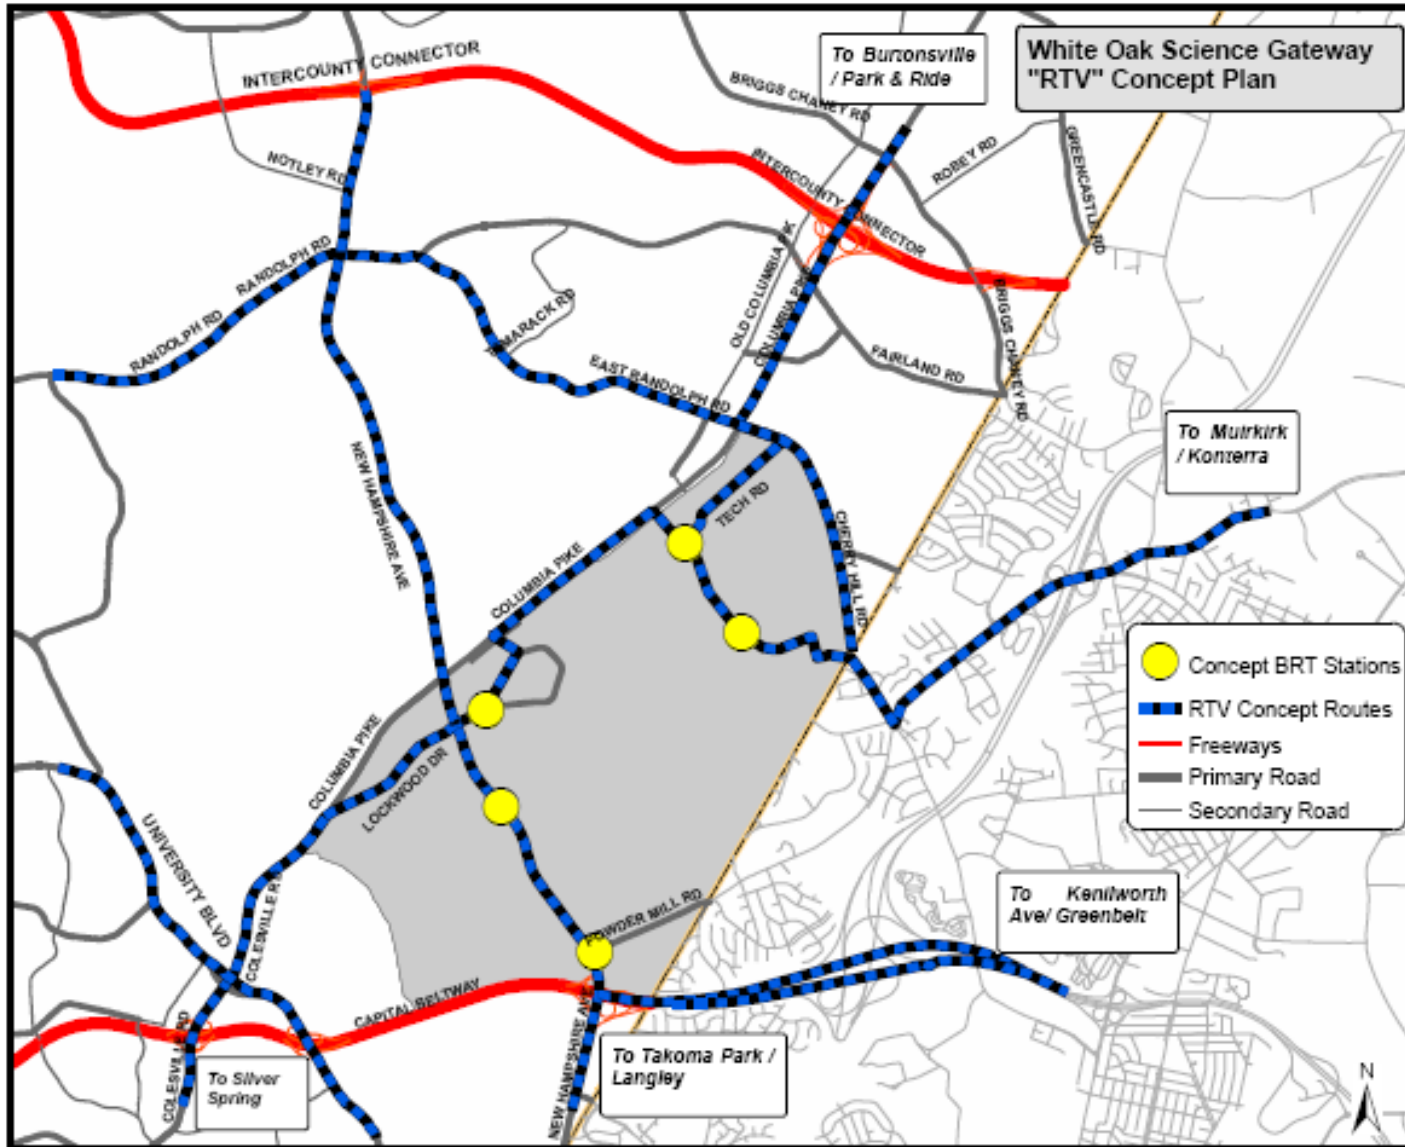 White Oak Science Gateway
"RTV" Concept Plan
To Burtonsville
/ Park & Ride
INTERCOUNTY CONNECTOR
BRIGGS CHANEY RD
NOTLEY RD
INTERCOUNTY CONNECTOR
ROBEY RD
GREENCASTLE RD
RANDOLPH RD
RANDOLPH RD
TAMARACK RD
OLD COLUMBIA PK
COLUMBIA PIKE
EAST RANDOLPH RD
FAIRLAND RD
BRIGGS CHANEY RD
To Muirkirk
/ Konterra
NEW HAMPSHIRE AVE
TECH RD
CHERRY HILL RD
COLUMBIA PIKE
COLUMBIA PIKE
LOCKWOOD DR
Concept BRT Stations
RTV Concept Routes
Freeways
Primary Road
Secondary Road
UNIVERSITY BLVD
COLESVILLE R
POWDER MILL RD
To Kenilworth
Ave/ Greenbelt
CAPITAL BELTWAY
COLESVILLE RD
To Silver
Spring
NEW HAMPSHIRE AVE
To Takoma Park /
Langley
N